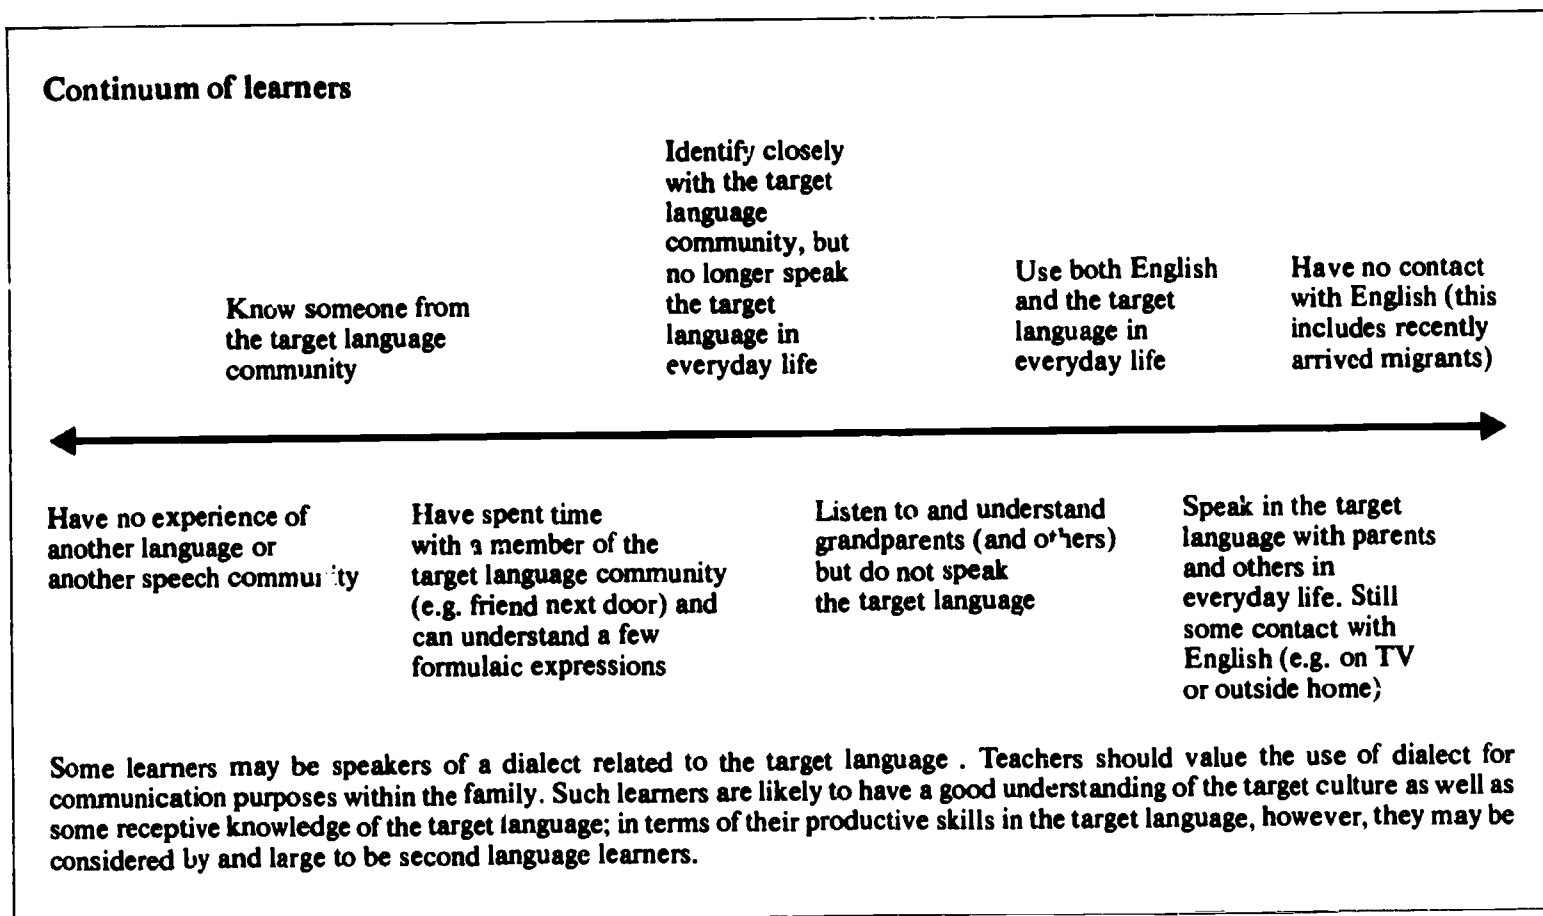 Continuum of learners
Know someone from
the target language
community
Identify closely
with the target
language
community, but
no longer speak
the target
language in
everyday life
Use both English
and the target
language in
everyday life
Have no contact
with English (this
includes recently
arrived migrants)
Have no experience of
another language or
another speech community
Have spent time
with a member of the
target language community
(e.g. friend next door) and
can understand a few
formulaic expressions
Listen to and understand
grandparents (and others)
but do not speak
the target language
Speak in the target
language with parents
and others in
everyday life. Still
some contact with
English (e.g. on TV
or outside home)
Some learners may be speakers of a dialect related to the target language . Teachers should value the use of dialect for
communication purposes within the family. Such learners are likely to have a good understanding of the target culture as well as
some receptive knowledge of the target language; in terms of their productive skills in the target language, however, they may be
considered by and large to be second language learners.